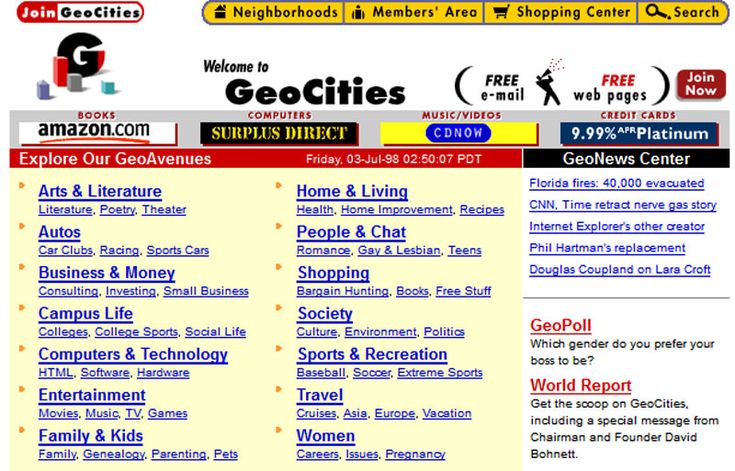 Join GeoCities
Neighborhoods Members' Area Shopping Center Search
G
Welcome to
GeoCities
FREE e-mail
FREE web pages
Join Now
BOOKS COMPUTERS MUSIC/VIDEOS CREDIT CARDS
amazon.com SURPLUS DIRECT CDNOW 9.99% APR Platinum
Explore Our GeoAvenues Friday, 03-Jul-98 02:50:07 PDT
Arts & Literature
Literature, Poetry, Theater
Autos
Car Clubs, Racing, Sports Cars
Business & Money
Consulting, Investing, Small Business
Campus Life
Colleges, College Sports, Social Life
Computers & Technology
HTML, Software, Hardware
Entertainment
Movies, Music, TV, Games
Family & Kids
Family, Genealogy, Parenting, Pets
Home & Living
Health, Home Improvement, Recipes
People & Chat
Romance, Gay & Lesbian, Teens
Shopping
Bargain Hunting, Books, Free Stuff
Society
Culture, Environment, Politics
Sports & Recreation
Baseball, Soccer, Extreme Sports
Travel
Cruises, Asia, Europe, Vacation
Women
Careers, Issues, Pregnancy
GeoNews Center
Florida fires: 40,000 evacuated
CNN, Time retract nerve gas story
Internet Explorer's other creator
Phil Hartman's replacement
Douglas Coupland on Lara Croft
GeoPoll
Which gender do you prefer your
boss to be?
World Report
Get the scoop on GeoCities,
including a special message from
Chairman and Founder David
Bohnett.